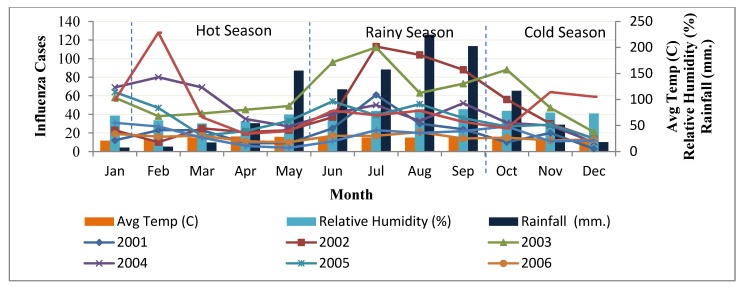 140
120
100
80
60
40
20
0
Influenza Cases
Hot Season
Rainy Season
Cold Season
250
200
150
100
50
0
Avg Temp (C)
Relative Humidity (%)
Rainfall (mm.)
Jan Feb Mar Apr May Jun Jul Aug Sep Oct Nov Dec
Month
Avg Temp (C) Relative Humidity (%) Rainfall (mm.)
2001 2002 2003
2004 2005 2006